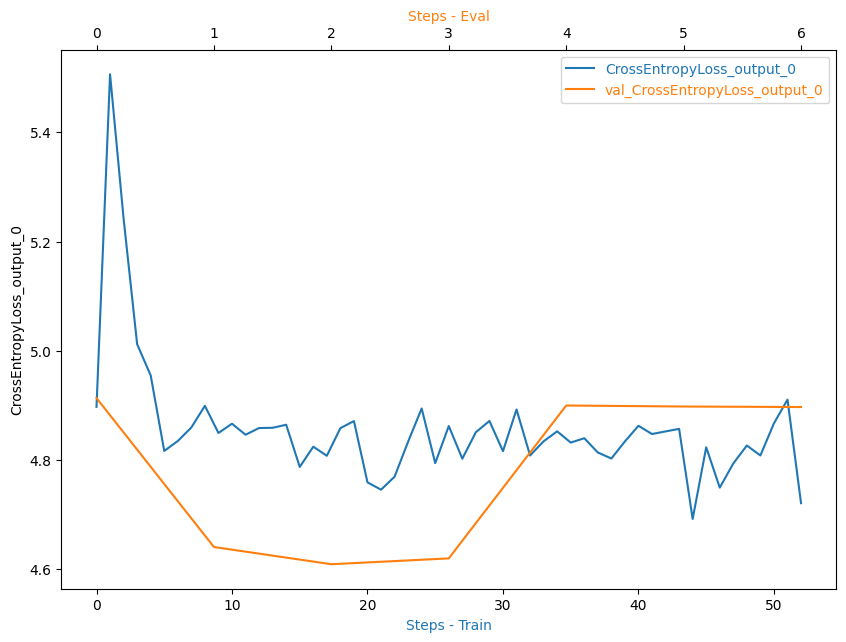 Steps - Eval
0 1 2 3 4 5 6
CrossEntropyLoss_output_0
val_CrossEntropyLoss_output_0
CrossEntropyLoss_output_0
5.4
5.2
5.0
4.8
4.6
0 10 20 30 40 50
Steps - Train